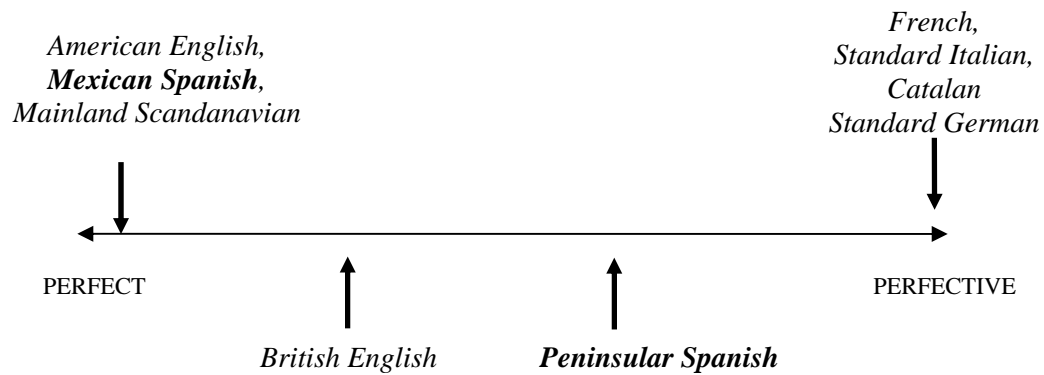 American English,
Mexican Spanish,
Mainland Scandanavian
French,
Standard Italian,
Catalan
Standard German
PERFECT
PERFECTIVE
British English
Peninsular Spanish